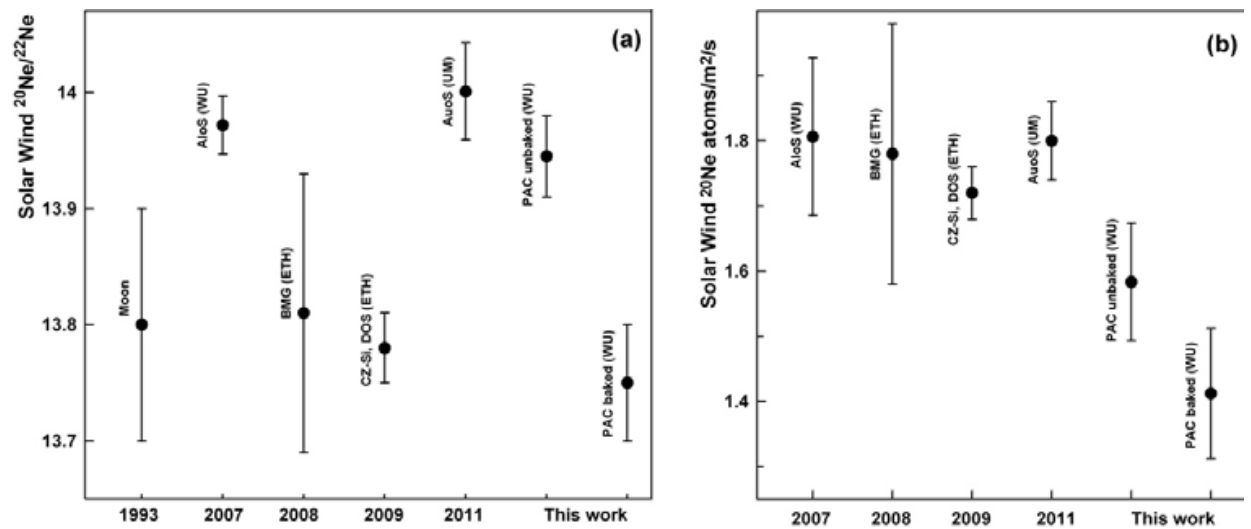 (a)
Solar Wind ²⁰Ne/²²Ne
14
13.9
13.8
13.7
Moon
AloS (WU)
BMG (ETH)
CZ-Si, DOS (ETH)
AuoS (UM)
PAC unbaked (WU)
PAC baked (WU)
1993 2007 2008 2009 2011 This work
(b)
Solar Wind ²⁰Ne atoms/m²/s
1.8
1.6
1.4
AloS (WU)
BMG (ETH)
CZ-Si, DOS (ETH)
AuoS (UM)
PAC unbaked (WU)
PAC baked (WU)
2007 2008 2009 2011 This work